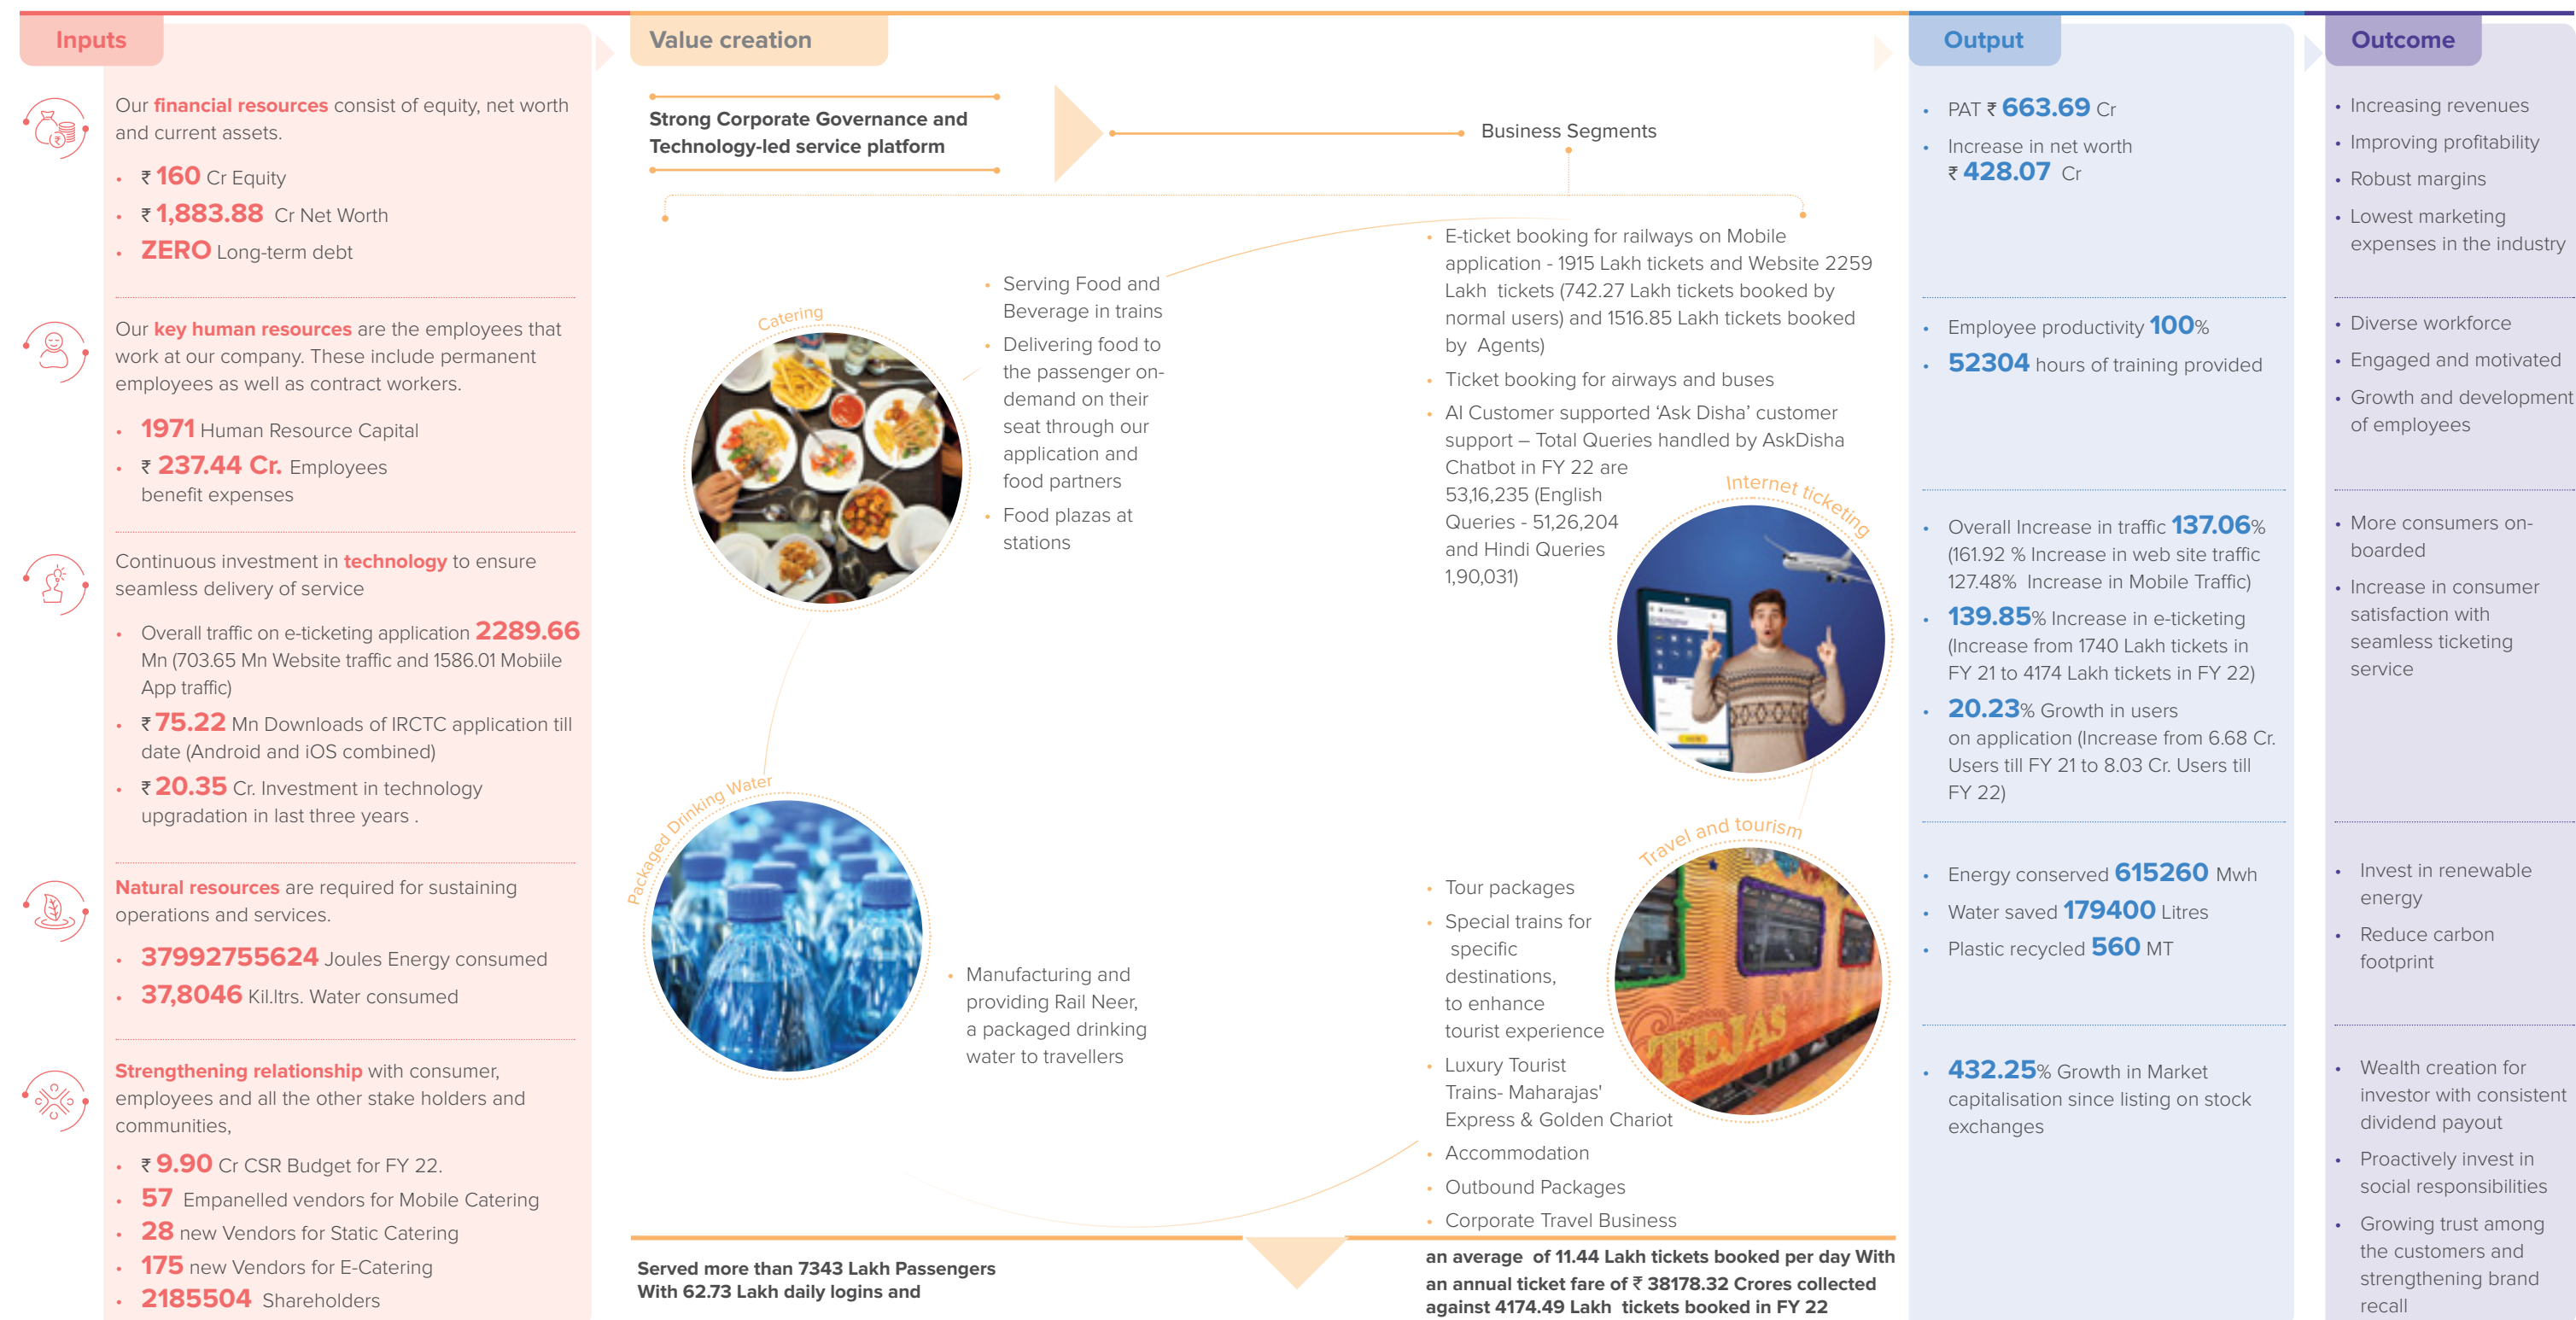 Inputs
Our financial resources consist of equity, net worth
and current assets.
• ₹ 160 Cr Equity
• ₹ 1,883.88 Cr Net Worth
• ZERO Long-term debt
Our key human resources are the employees that
work at our company. These include permanent
employees as well as contract workers.
• 1971 Human Resource Capital
• ₹ 237.44 Cr. Employees
benefit expenses
Continuous investment in technology to ensure
seamless delivery of service
• Overall traffic on e-ticketing application 2289.66
Mn (703.65 Mn Website traffic and 1586.01 Mobiile
App traffic)
• ₹ 75.22 Mn Downloads of IRCTC application till
date (Android and iOS combined)
• ₹ 20.35 Cr. Investment in technology
upgradation in last three years .
Natural resources are required for sustaining
operations and services.
• 37992755624 Joules Energy consumed
• 37,8046 Kil.ltrs. Water consumed
Strengthening relationship with consumer,
employees and all the other stake holders and
communities,
• ₹ 9.90 Cr CSR Budget for FY 22.
• 57 Empanelled vendors for Mobile Catering
• 28 new Vendors for Static Catering
• 175 new Vendors for E-Catering
• 2185504 Shareholders
Value creation
Strong Corporate Governance and
Technology-led service platform
Business Segments
Catering
• Serving Food and
Beverage in trains
• Delivering food to
the passenger on-
demand on their
seat through our
application and
food partners
• Food plazas at
stations
• E-ticket booking for railways on Mobile
application - 1915 Lakh tickets and Website 2259
Lakh tickets (742.27 Lakh tickets booked by
normal users) and 1516.85 Lakh tickets booked
by Agents)
• Ticket booking for airways and buses
• AI Customer supported ‘Ask Disha’ customer
support – Total Queries handled by AskDisha
Chatbot in FY 22 are
53,16,235 (English
Queries - 51,26,204
and Hindi Queries
1,90,031)
Internet ticketing
Packaged Drinking Water
• Manufacturing and
providing Rail Neer,
a packaged drinking
water to travellers
Travel and tourism
• Tour packages
• Special trains for
specific
destinations,
to enhance
tourist experience
• Luxury Tourist
Trains- Maharajas'
Express & Golden Chariot
• Accommodation
• Outbound Packages
• Corporate Travel Business
TEJAS
Served more than 7343 Lakh Passengers
With 62.73 Lakh daily logins and
an average of 11.44 Lakh tickets booked per day With
an annual ticket fare of ₹ 38178.32 Crores collected
against 4174.49 Lakh tickets booked in FY 22
Output
• PAT ₹ 663.69 Cr
• Increase in net worth
₹ 428.07 Cr
• Employee productivity 100%
• 52304 hours of training provided
• Overall Increase in traffic 137.06%
(161.92 % Increase in web site traffic
127.48% Increase in Mobile Traffic)
• 139.85% Increase in e-ticketing
(Increase from 1740 Lakh tickets in
FY 21 to 4174 Lakh tickets in FY 22)
• 20.23% Growth in users
on application (Increase from 6.68 Cr.
Users till FY 21 to 8.03 Cr. Users till
FY 22)
• Energy conserved 615260 Mwh
• Water saved 179400 Litres
• Plastic recycled 560 MT
• 432.25% Growth in Market
capitalisation since listing on stock
exchanges
Outcome
• Increasing revenues
• Improving profitability
• Robust margins
• Lowest marketing
expenses in the industry
• Diverse workforce
• Engaged and motivated
• Growth and development
of employees
• More consumers on-
boarded
• Increase in consumer
satisfaction with
seamless ticketing
service
• Invest in renewable
energy
• Reduce carbon
footprint
• Wealth creation for
investor with consistent
dividend payout
• Proactively invest in
social responsibilities
• Growing trust among
the customers and
strengthening brand
recall